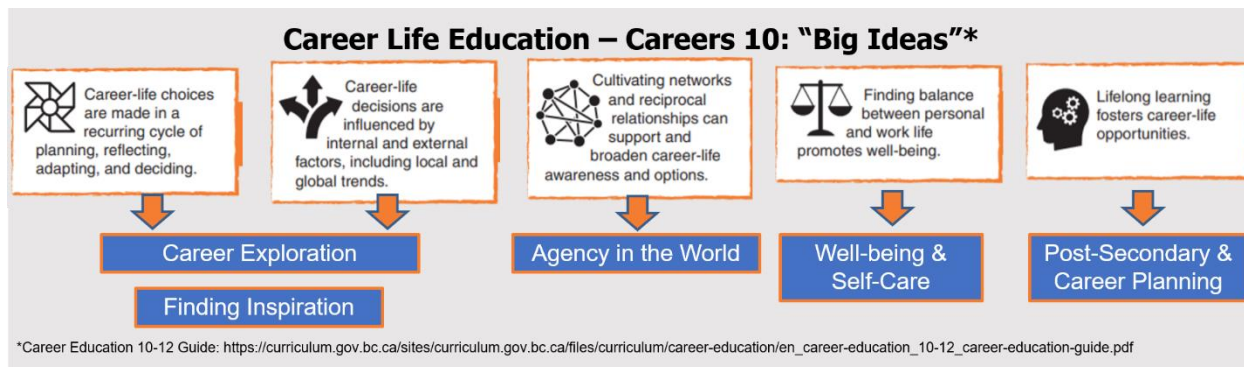 Career Life Education – Careers 10: “Big Ideas”*
Career-life choices
are made in a
recurring cycle of
planning, reflecting,
adapting, and deciding.
Career-life
decisions are
influenced by
internal and external
factors, including local and
global trends.
Cultivating networks
and reciprocal
relationships can
support and
broaden career-life
awareness and options.
Finding balance
between personal
and work life
promotes well-being.
Lifelong learning
fosters career-life
opportunities.
Career Exploration
Finding Inspiration
Agency in the World
Well-being &
Self-Care
Post-Secondary &
Career Planning
*Career Education 10-12 Guide: https://curriculum.gov.bc.ca/sites/curriculum.gov.bc.ca/files/curriculum/career-education/en_career-education_10-12_career-education-guide.pdf